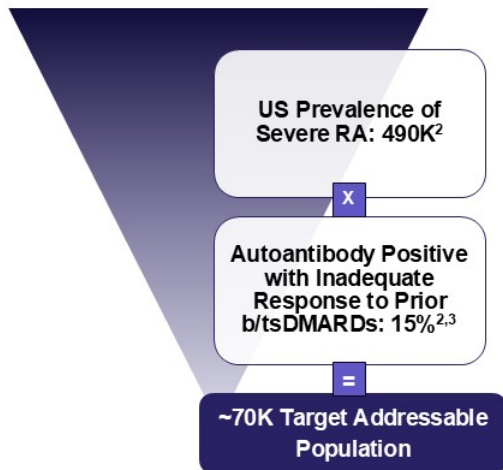 US Prevalence of
Severe RA: 490K²
X
Autoantibody Positive
with Inadequate
Response to Prior
b/tsDMARDs: 15%²,³
=
~70K Target Addressable
Population